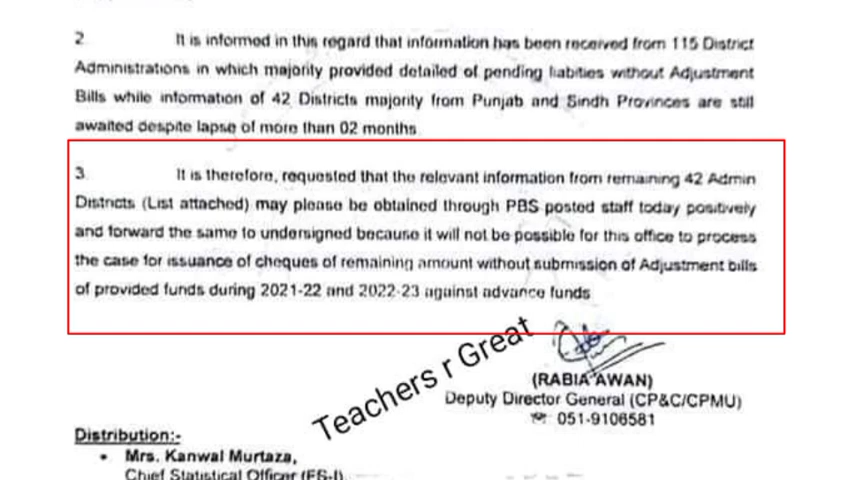 2. It is informed in this regard that information has been received from 115 District
Administrations in which majority provided detailed of pending liabities without Adjustment
Bills while information of 42 Districts majority from Punjab and Sindh Provinces are still
awaited despite lapse of more than 02 months
3. It is therefore, requested that the relevant information from remaining 42 Admin
Districts (List attached) may please be obtained through PBS posted staff today positively
and forward the same to undersigned because it will not be possible for this office to process
the case for issuance of cheques of remaining amount without submission of Adjustment bills
of provided funds during 2021-22 and 2022-23 against advance funds
Teachers r Great
(RABIA AWAN)
Deputy Director General (CP&C/CPMU)
051-9106581
Distribution:-
• Mrs. Kanwal Murtaza,
Chief Statistical Officer (FS-I),